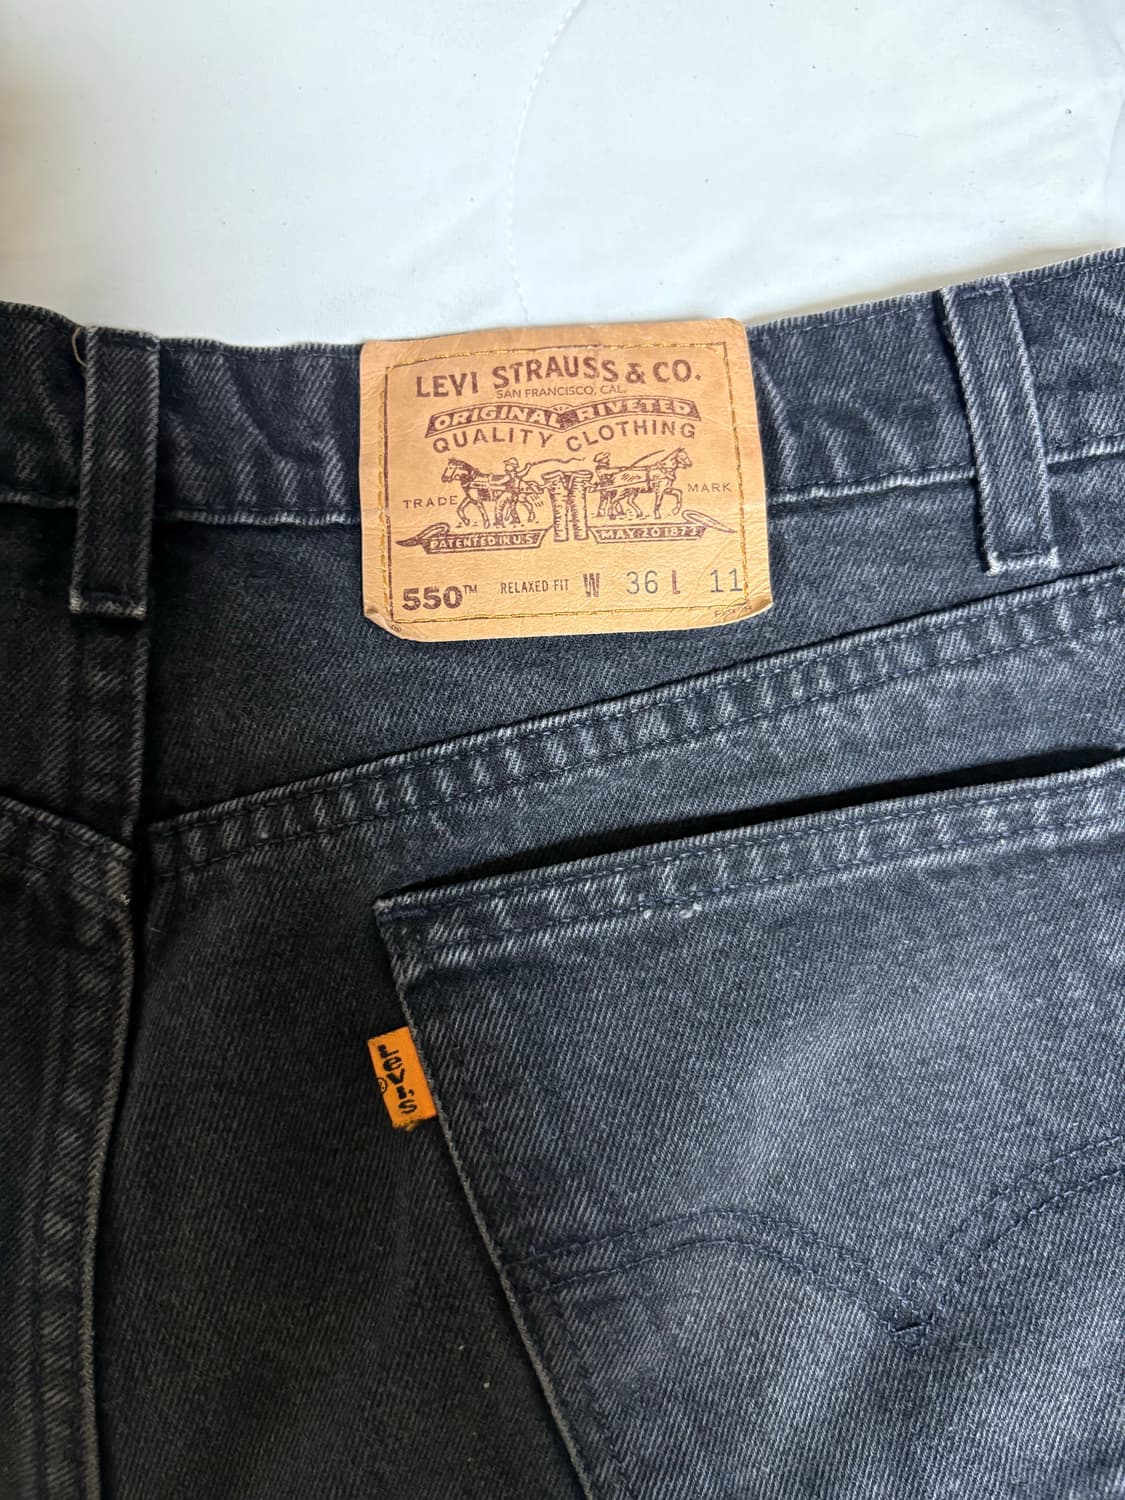 LEVI STRAUSS & CO.
SAN FRANCISCO, CAL.
ORIGINAL RIVETED
QUALITY CLOTHING
TRADE MARK
PATENTED IN U.S. MAY 20 1873
550™ RELAXED FIT W 36 L 11
LEVI'S
®